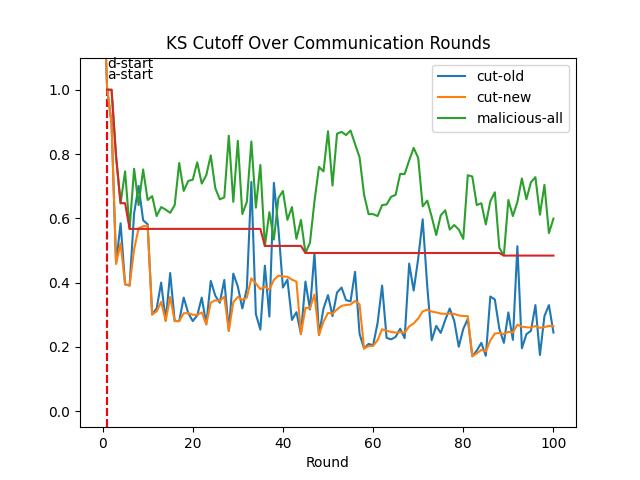 KS Cutoff Over Communication Rounds
d-start
a-start
cut-old
cut-new
malicious-all
1.0
0.8
0.6
0.4
0.2
0.0
0
20
40
60
80
100
Round